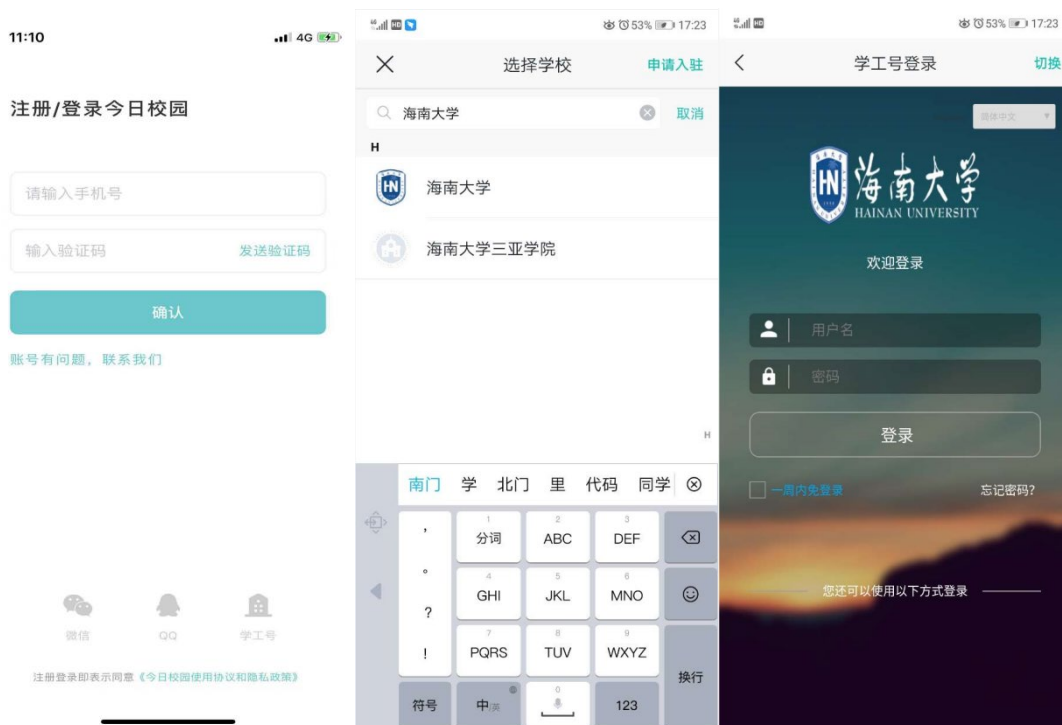 11:10
4G
注册/登录今日校园
请输入手机号
输入验证码 发送验证码
确认
账号有问题，联系我们
微信 QQ 学工号
注册登录即表示同意《今日校园使用协议和隐私政策》
HD 53% 17:23
选择学校 申请入驻
海南大学 取消
H
HN 海南大学
海南大学三亚学院
H
南门 学 北门 里 代码 同学
， 1 分词 2 ABC 3 DEF
。 4 GHI 5 JKL 6 MNO
？
！ 7 PQRS 8 TUV 9 WXYZ
换行
符号 中/英 0 123
HD 53% 17:23
学工号登录 切换
简体中文
HN 海南大学
HAINAN UNIVERSITY
欢迎登录
用户名
密码
登录
一周内免登录 忘记密码?
您还可以使用以下方式登录